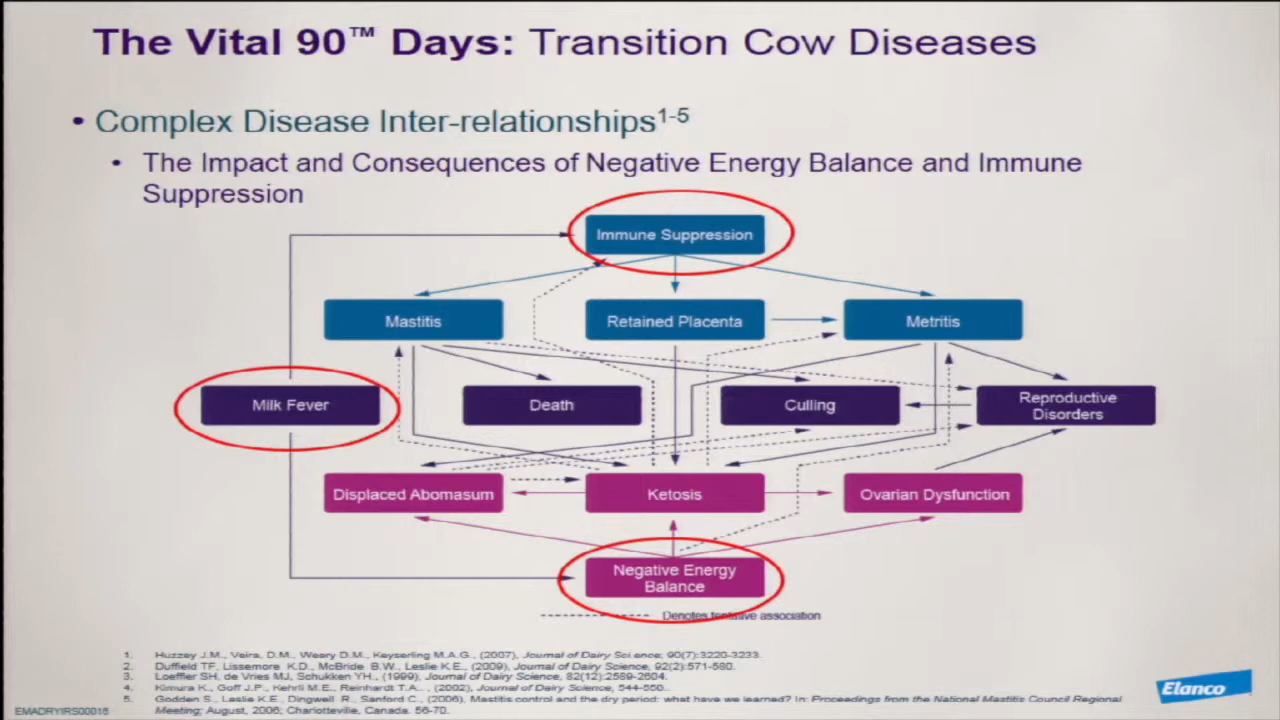 The Vital 90™ Days: Transition Cow Diseases
• Complex Disease Inter-relationships1-5
• The Impact and Consequences of Negative Energy Balance and Immune
Suppression
Immune Suppression
Mastitis
Retained Placenta
Metritis
Milk Fever
Death
Culling
Reproductive
Disorders
Displaced Abomasum
Ketosis
Ovarian Dysfunction
Negative Energy
Balance
Denotes tentative association
1. Huzzey J.M., Veira, D.M., Weary D.M., Keyserling M.A.G., (2007), Journal of Dairy Science, 90(7):3220-3233.
2. Duffield TF, Lissemore K.D., McBride B.W., Leslie K.E., (2009), Journal of Dairy Science, 92(2):571-580.
3. Loeffler SH, de Vries MJ, Schukken YH., (1999), Journal of Dairy Science, 82(12):2589-2604.
4. Kimura K., Goff J.P., Kehrli M.E., Reinhardt T.A., , (2002), Journal of Dairy Science, 544-550.
5. Godden S., Leslie K.E., Dingwell R., Sanford C., (2006), Mastitis control and the dry period: what have we learned? In: Proceedings from the National Mastitis Council Regional
Meeting; August, 2006; Charlotteville, Canada. 56-70.
EMADRYIRS00016
Elanco